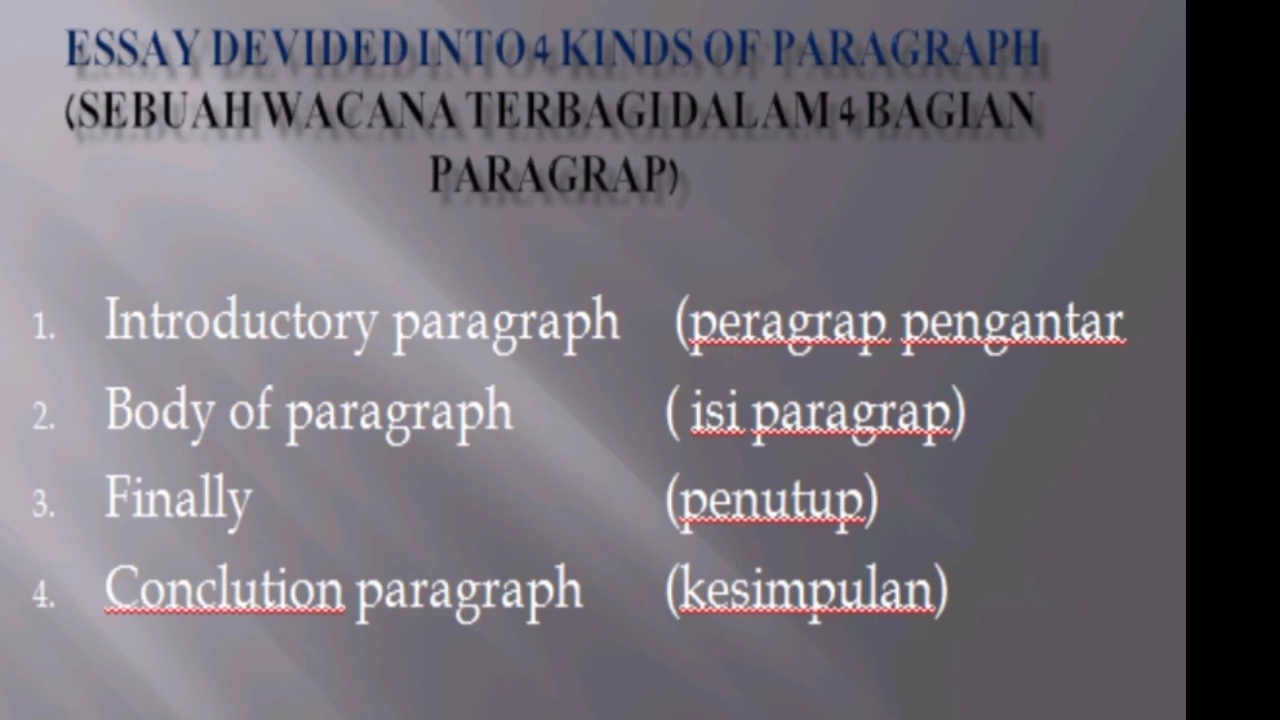 ESSAY DEVIDED INTO 4 KINDS OF PARAGRAPH
(SEBUAH WACANA TERBAGI DALAM 4 BAGIAN
PARAGRAP)
1. Introductory paragraph (peragrap pengantar
2. Body of paragraph ( isi paragrap)
3. Finally (penutup)
4. Conclution paragraph (kesimpulan)